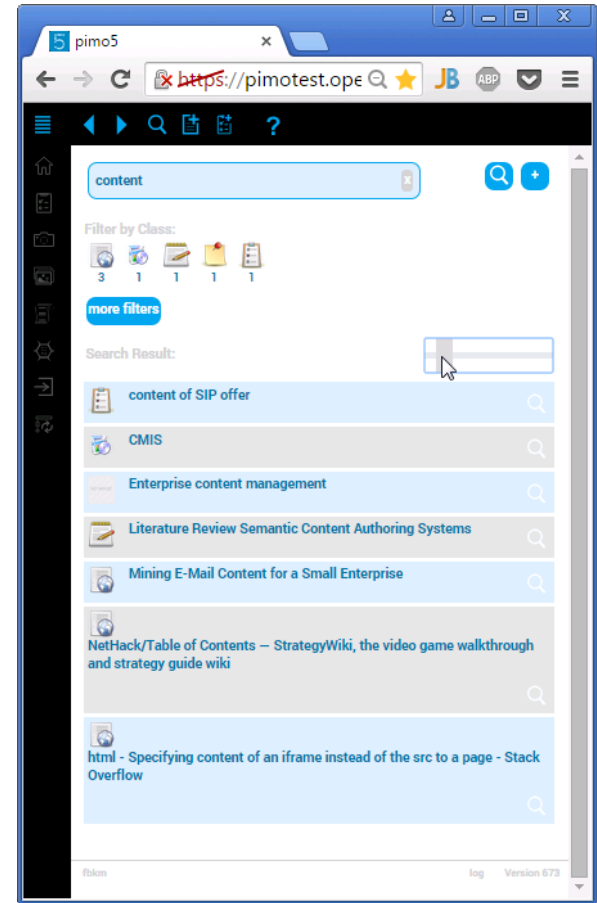 pimo5
https://pimotest.ope
JB
ABP
?
content
x
+
Filter by Class:
3 1 1 1 1
more filters
Search Result:
content of SIP offer
CMIS
Enterprise content management
Literature Review Semantic Content Authoring Systems
Mining E-Mail Content for a Small Enterprise
NetHack/Table of Contents — StrategyWiki, the video game walkthrough
and strategy guide wiki
html - Specifying content of an iframe instead of the src to a page - Stack
Overflow
fbkm log Version 673